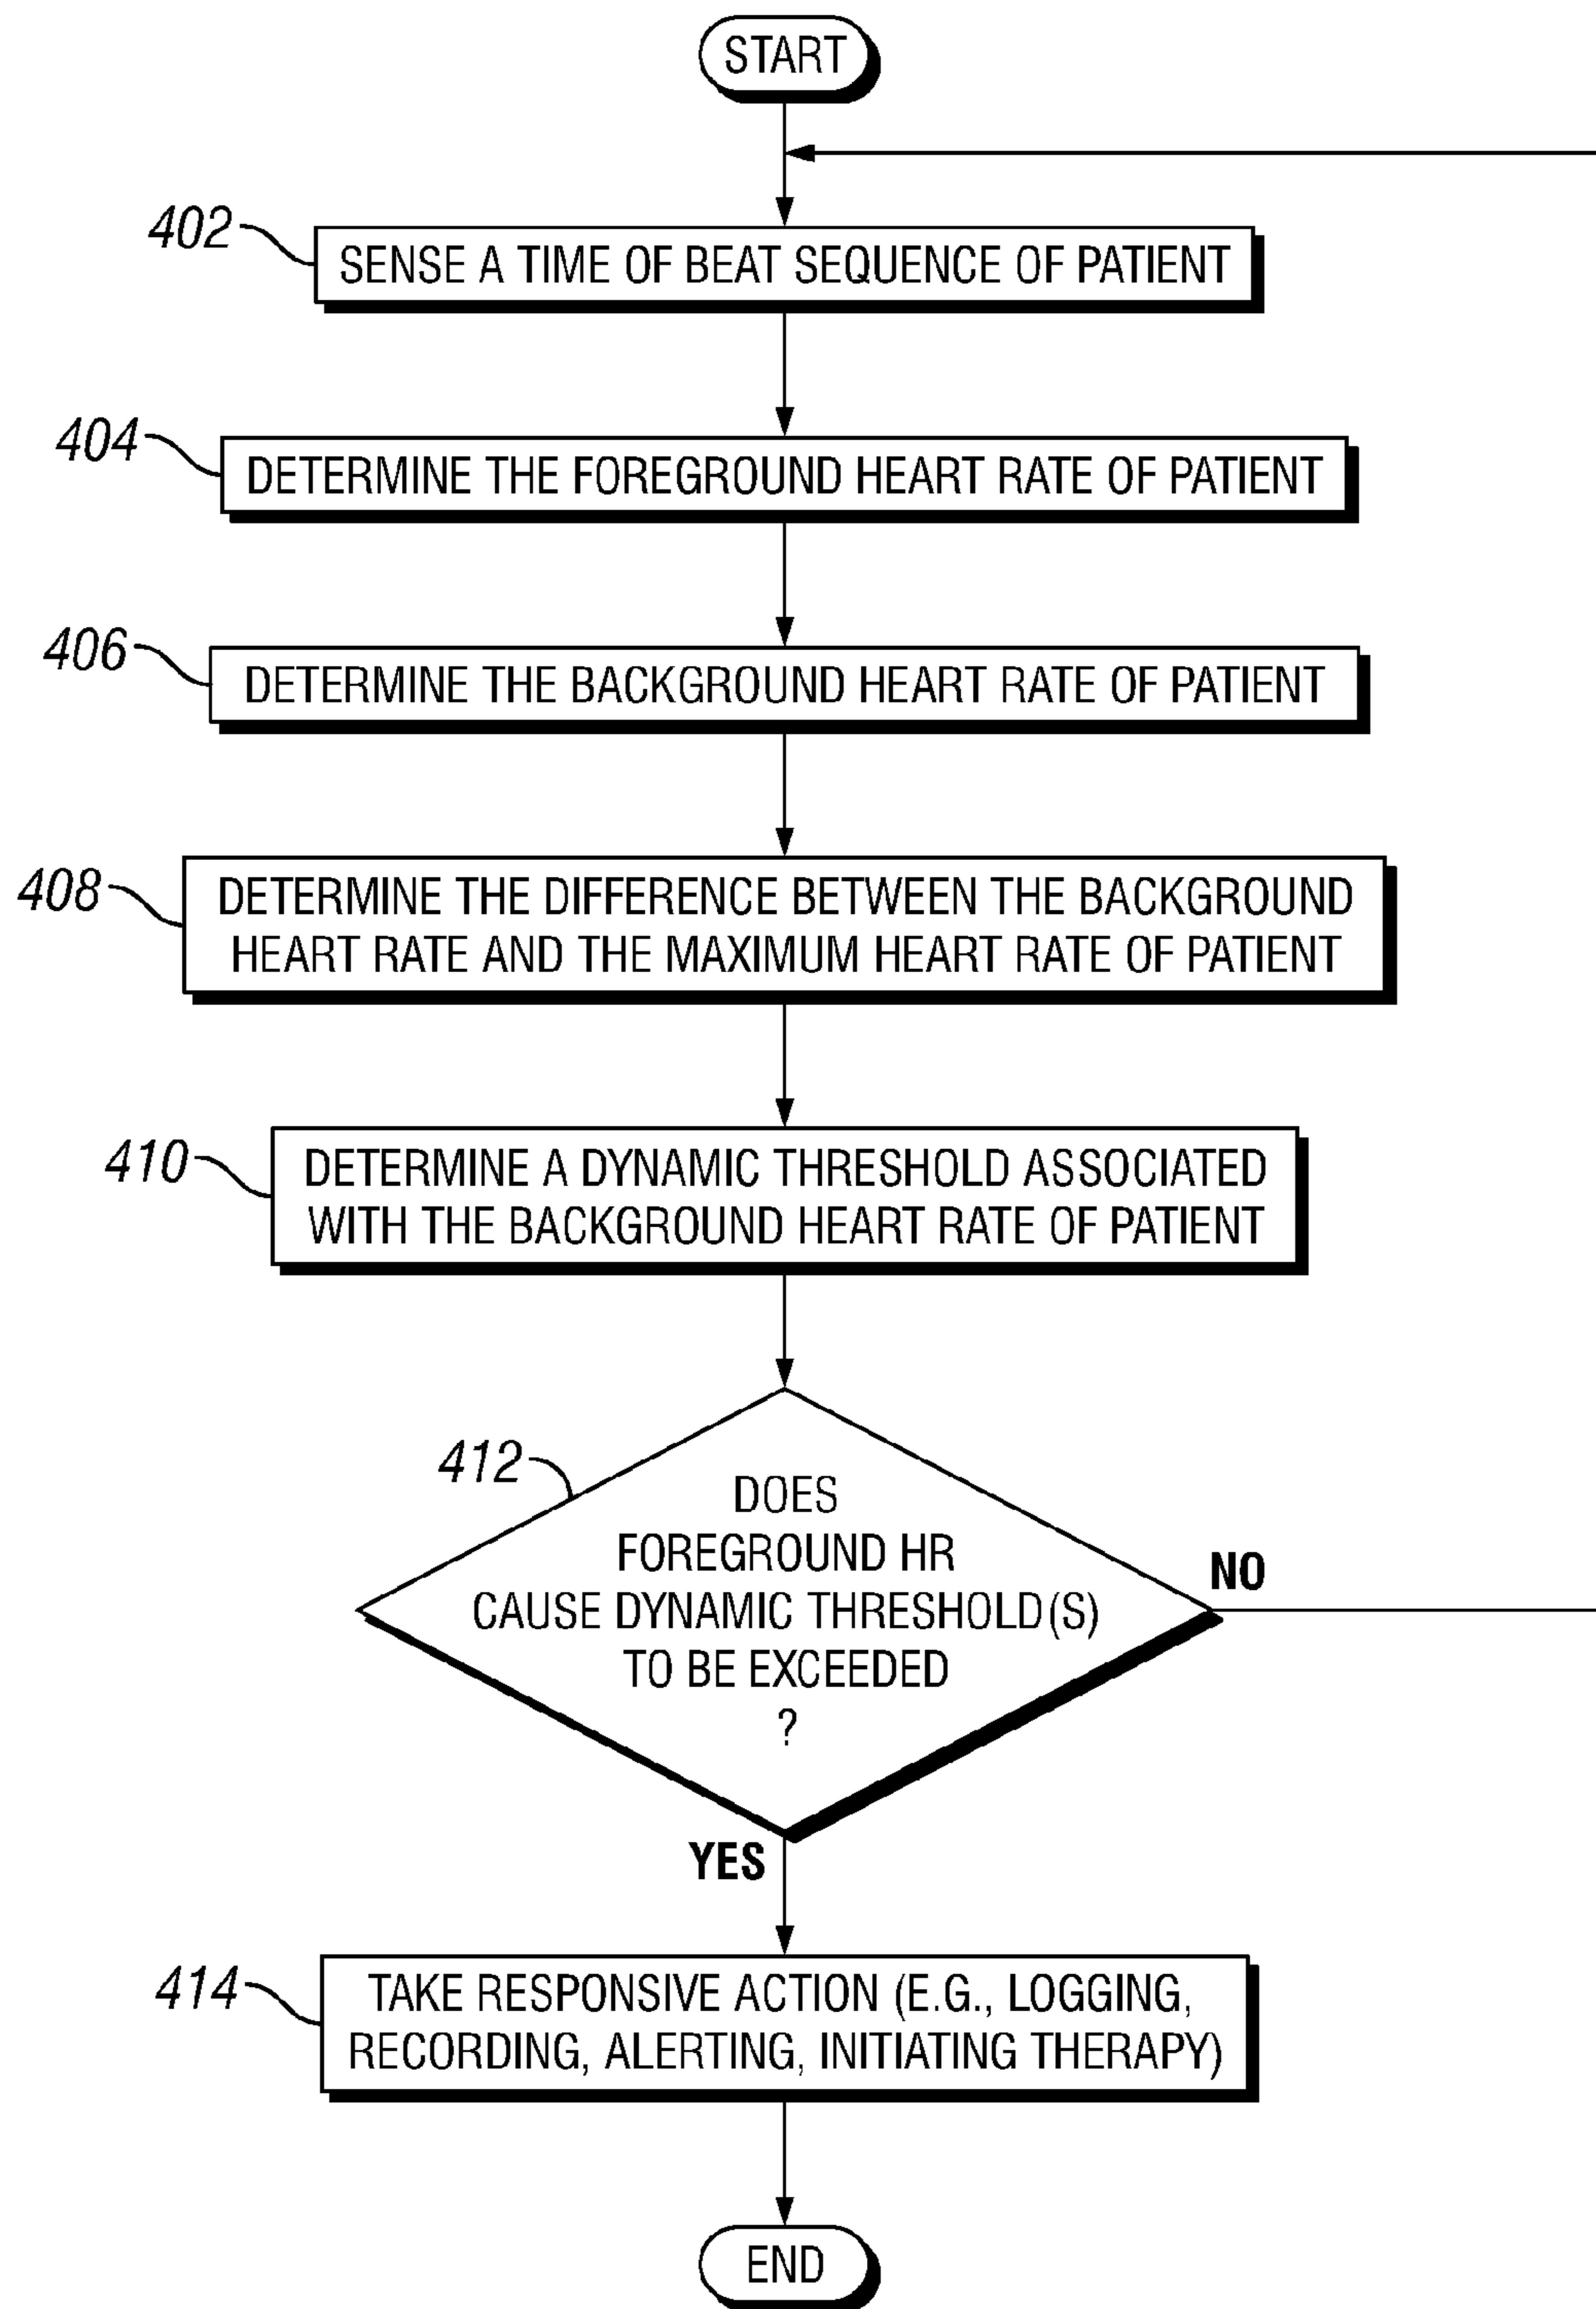 START
402
SENSE A TIME OF BEAT SEQUENCE OF PATIENT
404
DETERMINE THE FOREGROUND HEART RATE OF PATIENT
406
DETERMINE THE BACKGROUND HEART RATE OF PATIENT
408
DETERMINE THE DIFFERENCE BETWEEN THE BACKGROUND
HEART RATE AND THE MAXIMUM HEART RATE OF PATIENT
410
DETERMINE A DYNAMIC THRESHOLD ASSOCIATED
WITH THE BACKGROUND HEART RATE OF PATIENT
412
DOES
FOREGROUND HR
CAUSE DYNAMIC THRESHOLD(S)
TO BE EXCEEDED
?
NO
YES
414
TAKE RESPONSIVE ACTION (E.G., LOGGING,
RECORDING, ALERTING, INITIATING THERAPY)
END